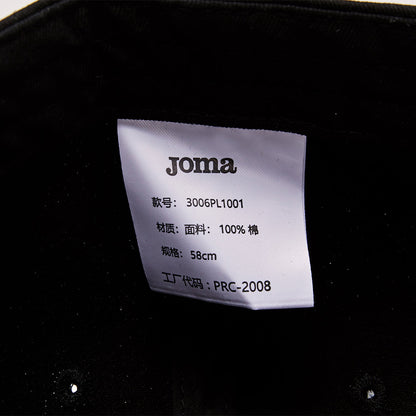 Joma
款号: 3006PL1001
材质: 面料: 100% 棉
规格: 58cm
工厂代码: PRC-2008